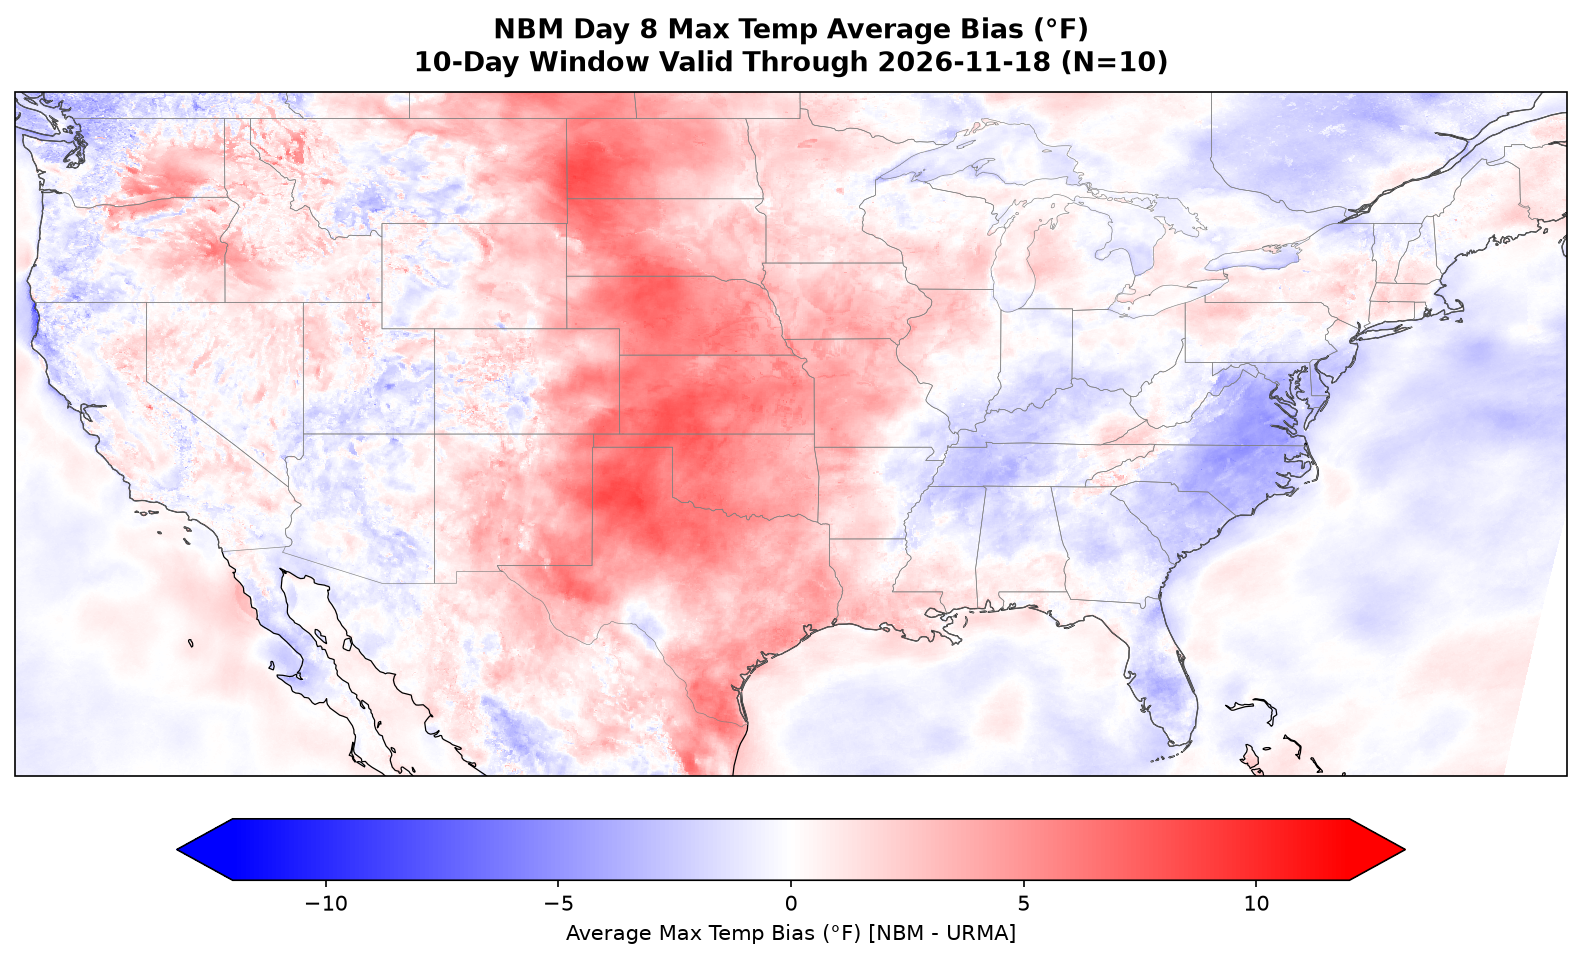 NBM Day 8 Max Temp Average Bias (°F)
10-Day Window Valid Through 2026-11-18 (N=10)
−10 −5 0 5 10
Average Max Temp Bias (°F) [NBM - URMA]